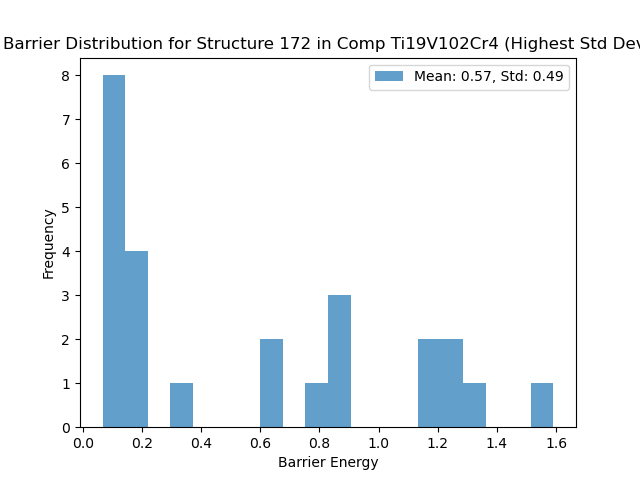 Barrier Distribution for Structure 172 in Comp Ti19V102Cr4 (Highest Std Dev
Mean: 0.57, Std: 0.49
8
7
6
5
4
3
2
1
0
Frequency
0.0 0.2 0.4 0.6 0.8 1.0 1.2 1.4 1.6
Barrier Energy